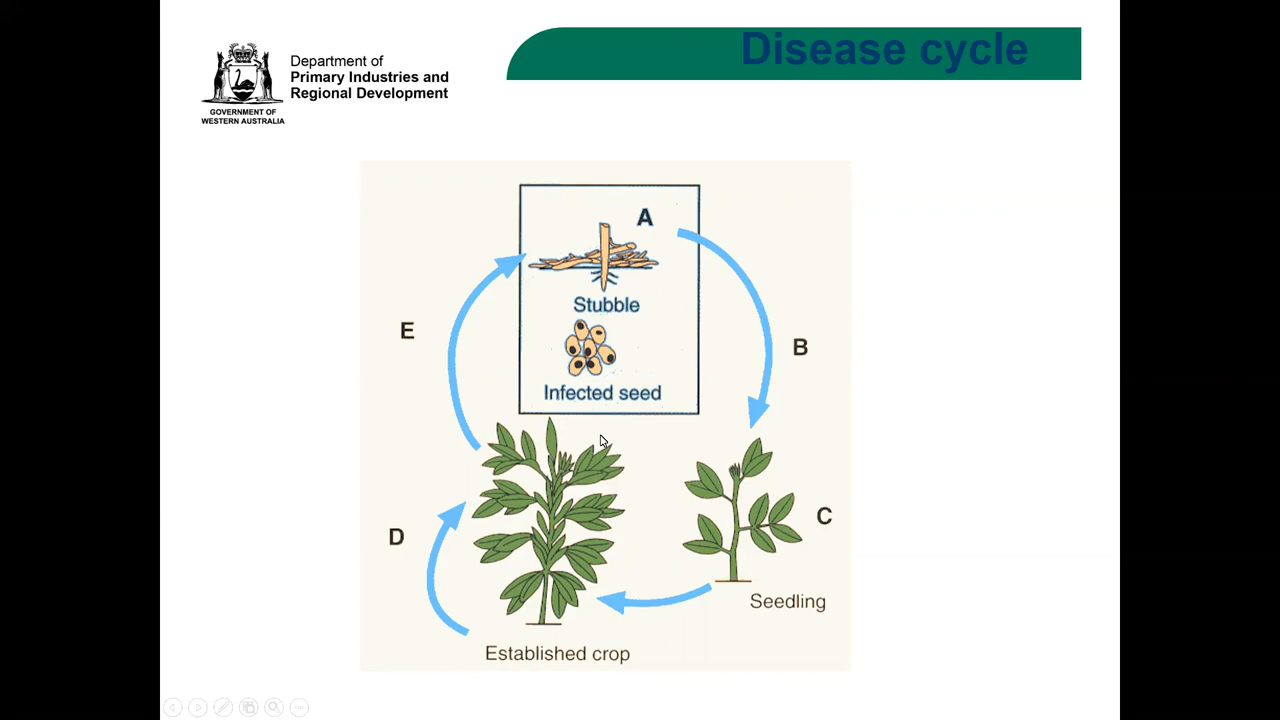 Disease cycle
Department of
Primary Industries and
Regional Development
GOVERNMENT OF
WESTERN AUSTRALIA
A
Stubble
Infected seed
E
B
D
C
Seedling
Established crop